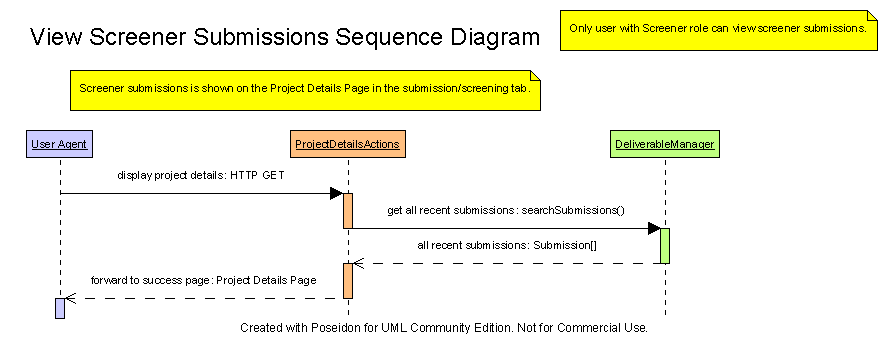 View Screener Submissions Sequence Diagram
Only user with Screener role can view screener submissions.
Screener submissions is shown on the Project Details Page in the submission/screening tab.
User Agent
ProjectDetailsActions
DeliverableManager
display project details: HTTP GET
get all recent submissions: searchSubmissions()
all recent submissions: Submission[]
forward to success page: Project Details Page
Created with Poseidon for UML Community Edition. Not for Commercial Use.